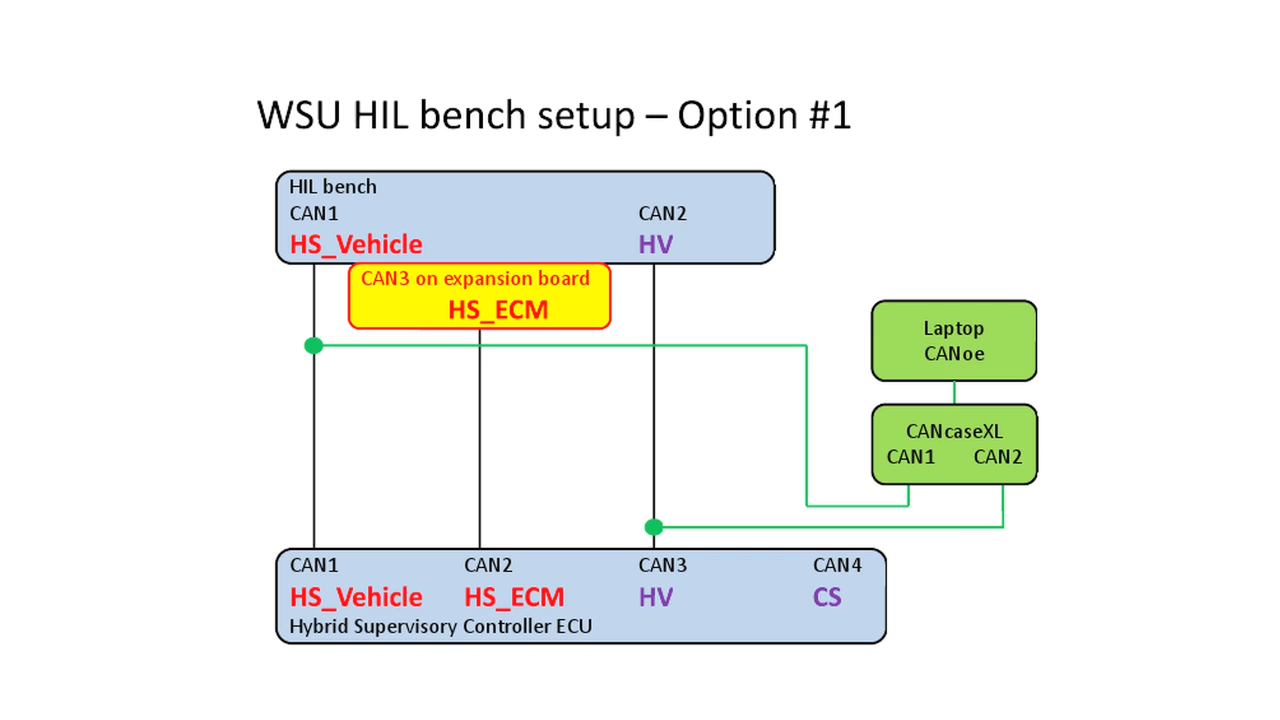 WSU HIL bench setup – Option #1
HIL bench
CAN1 CAN2
HS_Vehicle HV
CAN3 on expansion board
HS_ECM
Laptop
CANoe
CANcaseXL
CAN1 CAN2
CAN1 CAN2 CAN3 CAN4
HS_Vehicle HS_ECM HV CS
Hybrid Supervisory Controller ECU